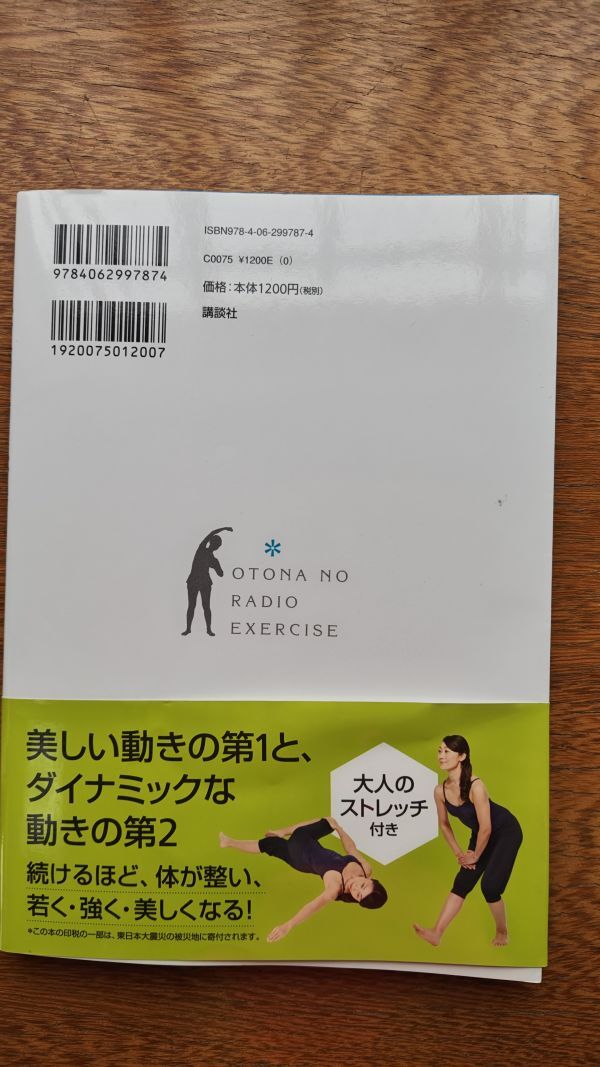 ISBN978-4-06-299787-4
C0075 ¥1200E (0)
価格：本体1200円(税別)
講談社
9784062997874
1920075012007
OTONA NO
RADIO
EXERCISE
美しい動きの第1と、
ダイナミックな
動きの第2
続けるほど、体が整い、
若く・強く・美しくなる!
*この本の印税の一部は、東日本大震災の被災地に寄付されます。
大人の
ストレッチ
付き